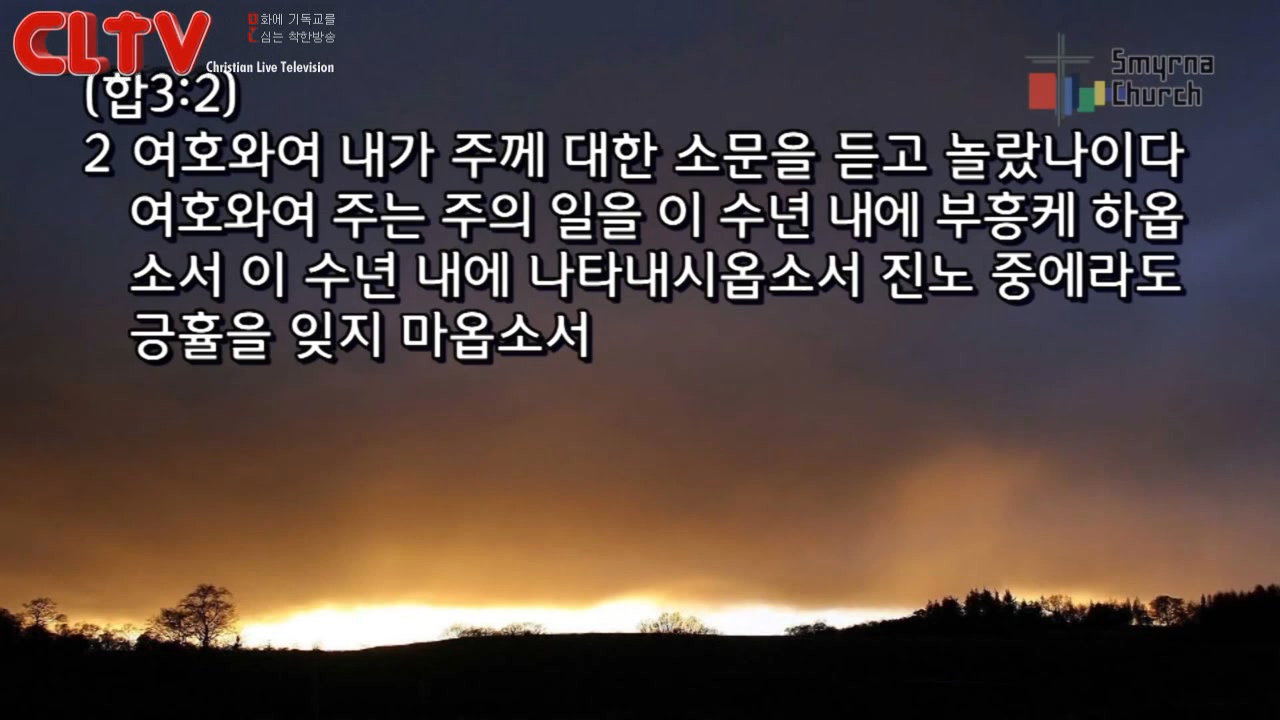 CLTV
문화에 기독교를
심는 착한방송
Christian Live Television
Smyrna
Church
(합3:2)
2 여호와여 내가 주께 대한 소문을 듣고 놀랐나이다
여호와여 주는 주의 일을 이 수년 내에 부흥케 하옵
소서 이 수년 내에 나타내시옵소서 진노 중에라도
긍휼을 잊지 마옵소서